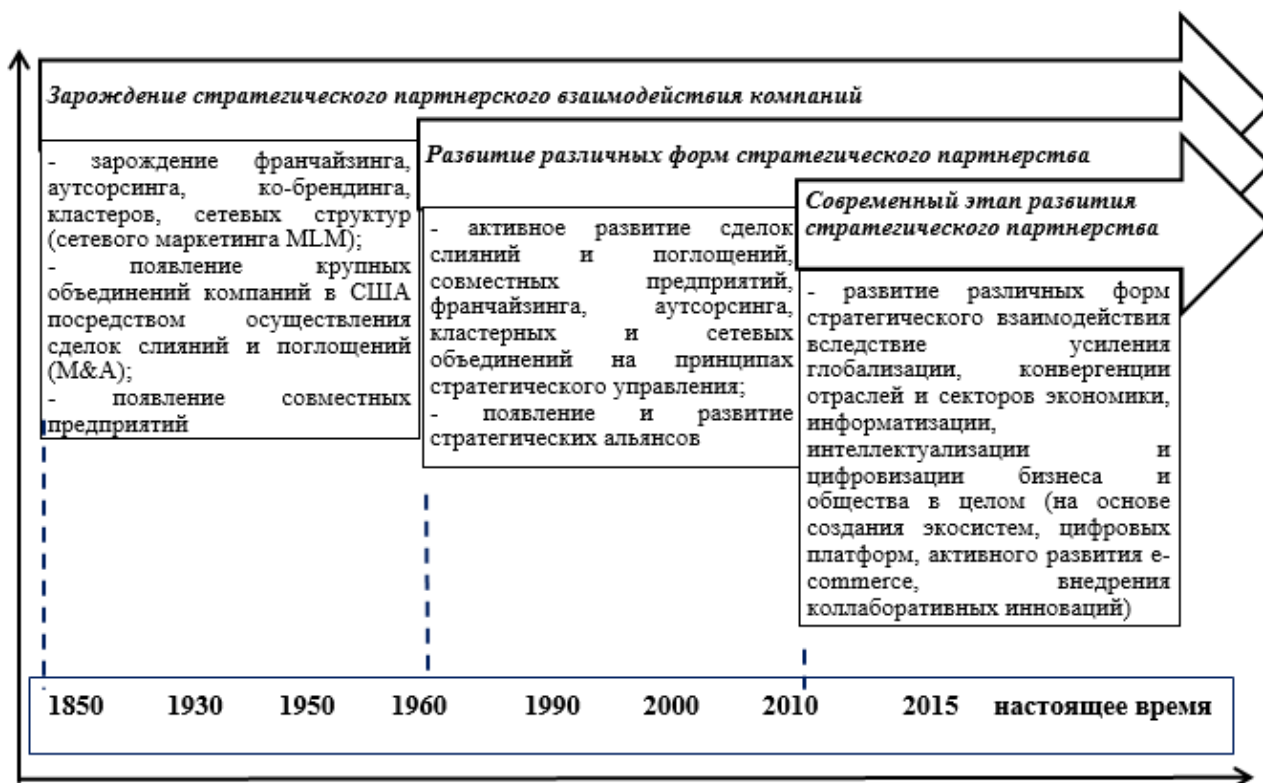 Зарождение стратегического партнерского взаимодействия компаний
- зарождение франчайзинга,
аутсорсинга, ко-брендинга,
кластеров, сетевых структур
(сетевого маркетинга MLM);
- появление крупных
объединений компаний в США
посредством осуществления
сделок слияний и поглощений
(M&A);
- появление совместных
предприятий
Развитие различных форм стратегического партнерства
- активное развитие сделок
слияний и поглощений,
совместных предприятий,
франчайзинга, аутсорсинга,
кластерных и сетевых
объединений на принципах
стратегического управления;
- появление и развитие
стратегических альянсов
Современный этап развития
стратегического партнерства
- развитие различных форм
стратегического взаимодействия
вследствие усиления
глобализации, конвергенции
отраслей и секторов экономики,
информатизации,
интеллектуализации и
цифровизации бизнеса и
общества в целом (на основе
создания экосистем, цифровых
платформ, активного развития e-
commerce, внедрения
коллаборативных инноваций)
1850 1930 1950 1960 1990 2000 2010 2015 настоящее время